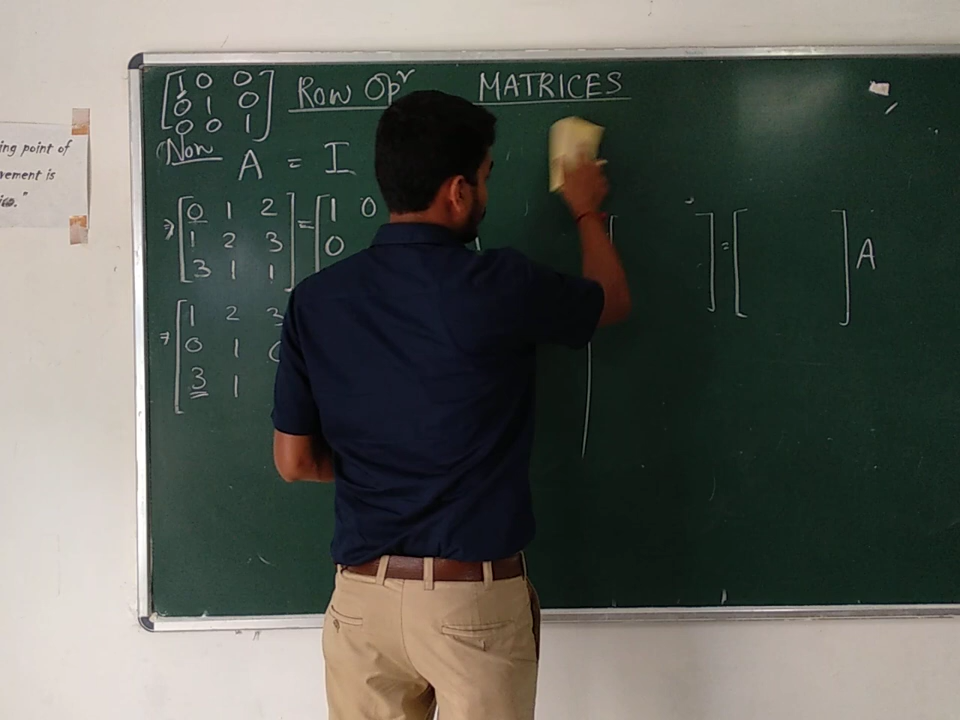 1 0 0
0 1 0
0 0 1
Row Opr MATRICES
Non
A = I
ing point of
vement is
⇒ [0 1 2] = [1 0
1 2 3 0
3 1 1
] = [ ] A
⇒ [1 2 3
0 1
3 1